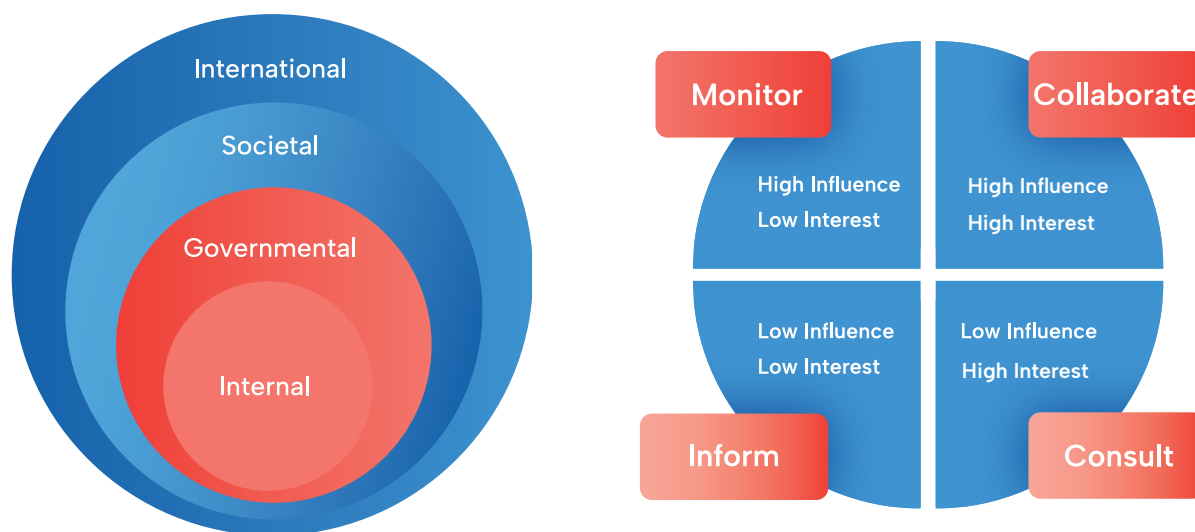 International
Societal
Governmental
Internal
Monitor
Collaborate
High Influence
Low Interest
High Influence
High Interest
Low Influence
Low Interest
Low Influence
High Interest
Inform
Consult